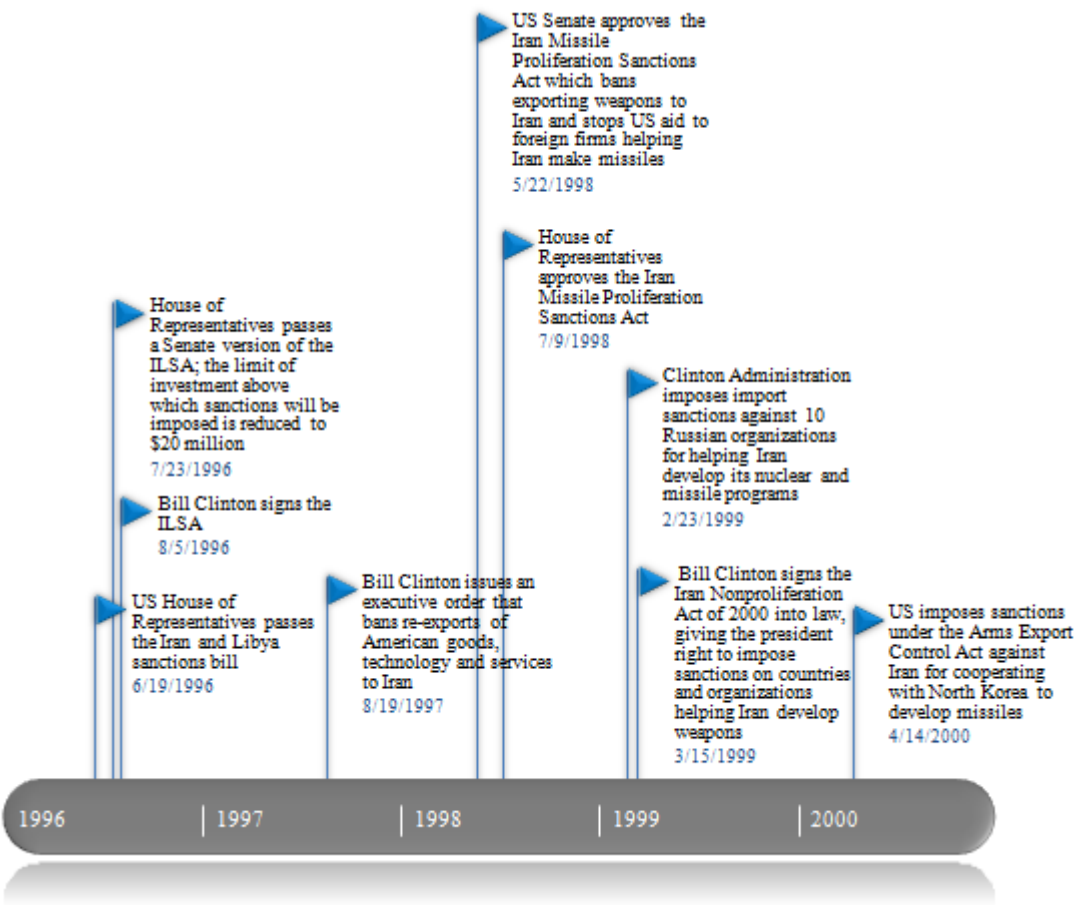 US Senate approves the
Iran Missile
Proliferation Sanctions
Act which bans
exporting weapons to
Iran and stops US aid to
foreign firms helping
Iran make missiles
5/22/1998
House of
Representatives
approves the Iran
Missile Proliferation
Sanctions Act
7/9/1998
House of
Representatives passes
a Senate version of the
ILSA; the limit of
investment above
which sanctions will be
imposed is reduced to
$20 million
7/23/1996
Clinton Administration
imposes import
sanctions against 10
Russian organizations
for helping Iran
develop its nuclear and
missile programs
2/23/1999
Bill Clinton signs the
ILSA
8/5/1996
US House of
Representatives passes
the Iran and Libya
sanctions bill
6/19/1996
Bill Clinton issues an
executive order that
bans re-exports of
American goods,
technology and services
to Iran
8/19/1997
Bill Clinton signs the
Iran Nonproliferation
Act of 2000 into law,
giving the president
right to impose
sanctions on countries
and organizations
helping Iran develop
weapons
3/15/1999
US imposes sanctions
under the Arms Export
Control Act against
Iran for cooperating
with North Korea to
develop missiles
4/14/2000
1996 1997 1998 1999 2000